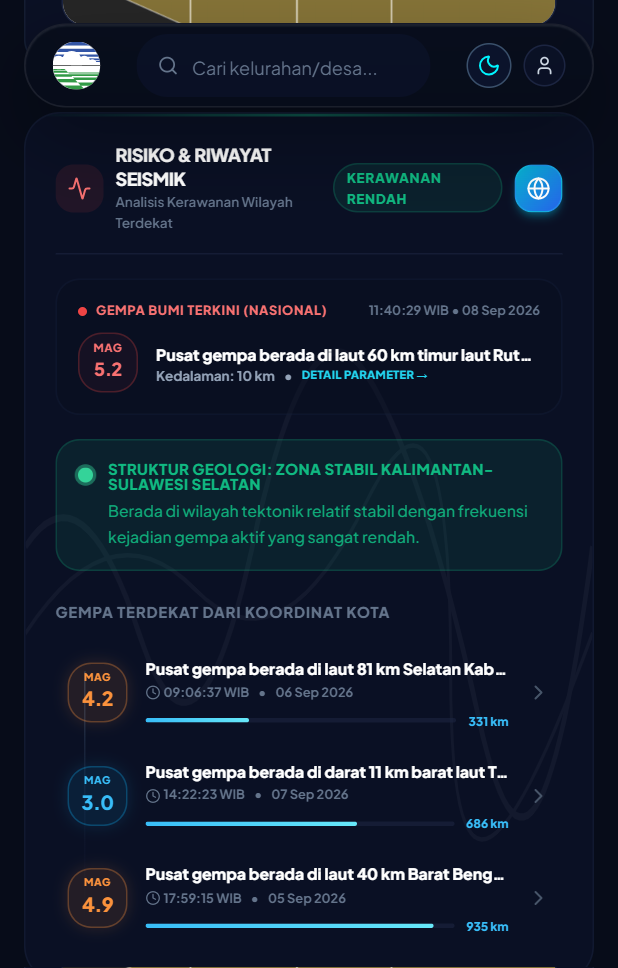 Cari kelurahan/desa...
RISIKO & RIWAYAT
SEISMIK
Analisis Kerawanan Wilayah
Terdekat
KERAWANAN
RENDAH
GEMPA BUMI TERKINI (NASIONAL)
11:40:29 WIB • 08 Sep 2026
MAG
5.2
Pusat gempa berada di laut 60 km timur laut Rut...
Kedalaman: 10 km • DETAIL PARAMETER →
STRUKTUR GEOLOGI: ZONA STABIL KALIMANTAN-
SULAWESI SELATAN
Berada di wilayah tektonik relatif stabil dengan frekuensi
kejadian gempa aktif yang sangat rendah.
GEMPA TERDEKAT DARI KOORDINAT KOTA
MAG
4.2
Pusat gempa berada di laut 81 km Selatan Kab...
09:06:37 WIB • 06 Sep 2026
331 km
MAG
3.0
Pusat gempa berada di darat 11 km barat laut T...
14:22:23 WIB • 07 Sep 2026
686 km
MAG
4.9
Pusat gempa berada di laut 40 km Barat Beng...
17:59:15 WIB • 05 Sep 2026
935 km